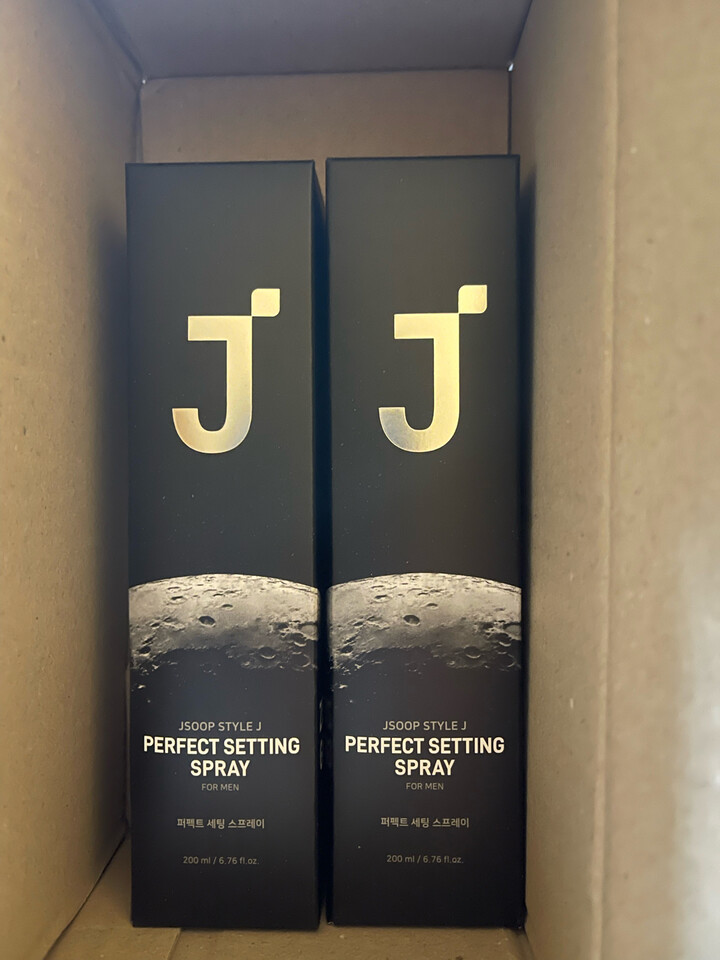 J
JSOOP STYLE J
PERFECT SETTING
SPRAY
FOR MEN
퍼펙트 세팅 스프레이
200 ml / 6.76 fl.oz.
J
JSOOP STYLE J
PERFECT SETTING
SPRAY
FOR MEN
퍼펙트 세팅 스프레이
200 ml / 6.76 fl.oz.